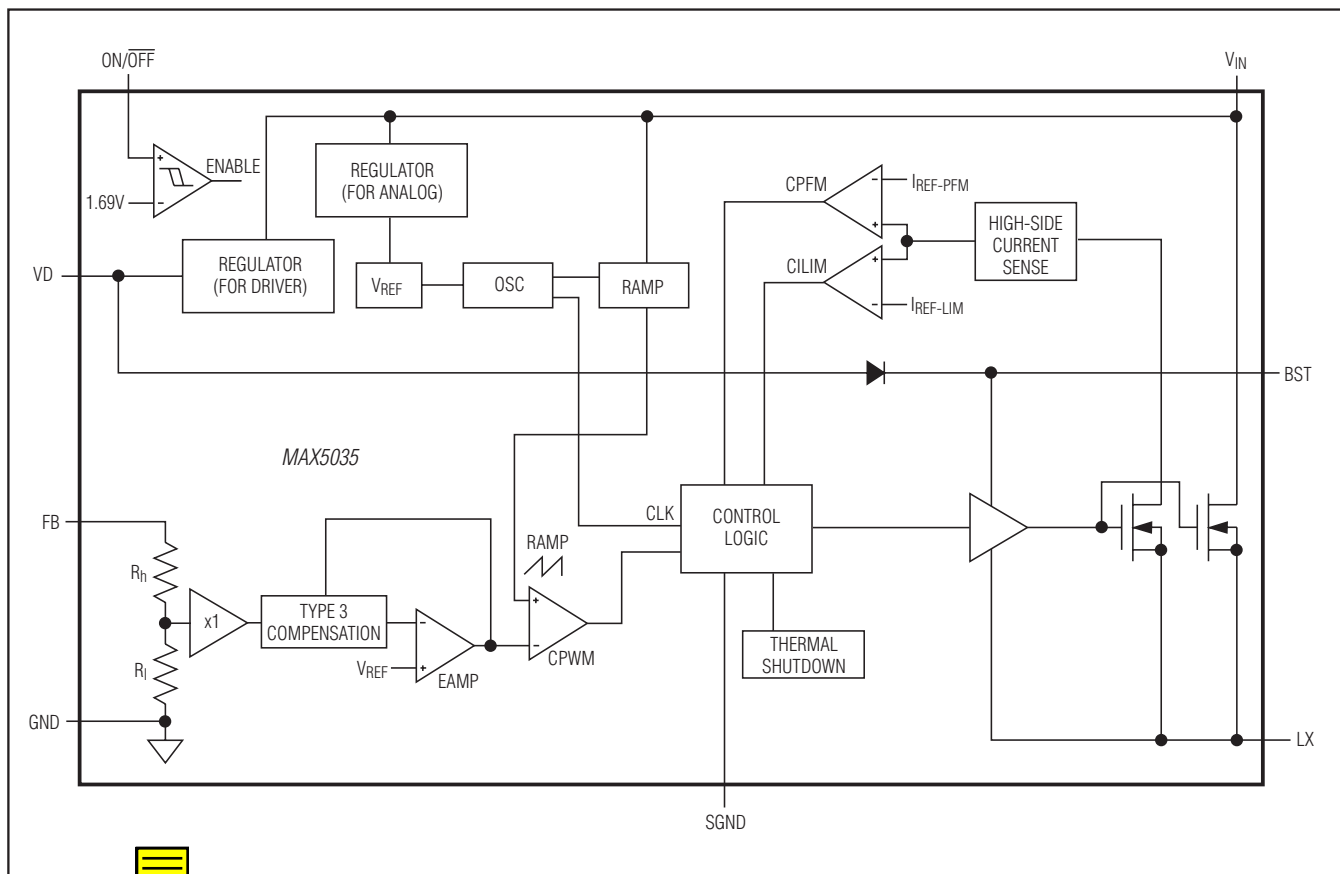 ON/OFF
VIN
ENABLE
1.69V
REGULATOR
(FOR ANALOG)
CPFM
IREF-PFM
HIGH-SIDE
CURRENT
SENSE
VD
REGULATOR
(FOR DRIVER)
VREF
OSC
RAMP
CILIM
IREF-LIM
BST
MAX5035
FB
CLK
CONTROL
LOGIC
RAMP
Rh
x1
TYPE 3
COMPENSATION
THERMAL
SHUTDOWN
Rl
VREF
EAMP
CPWM
GND
LX
SGND